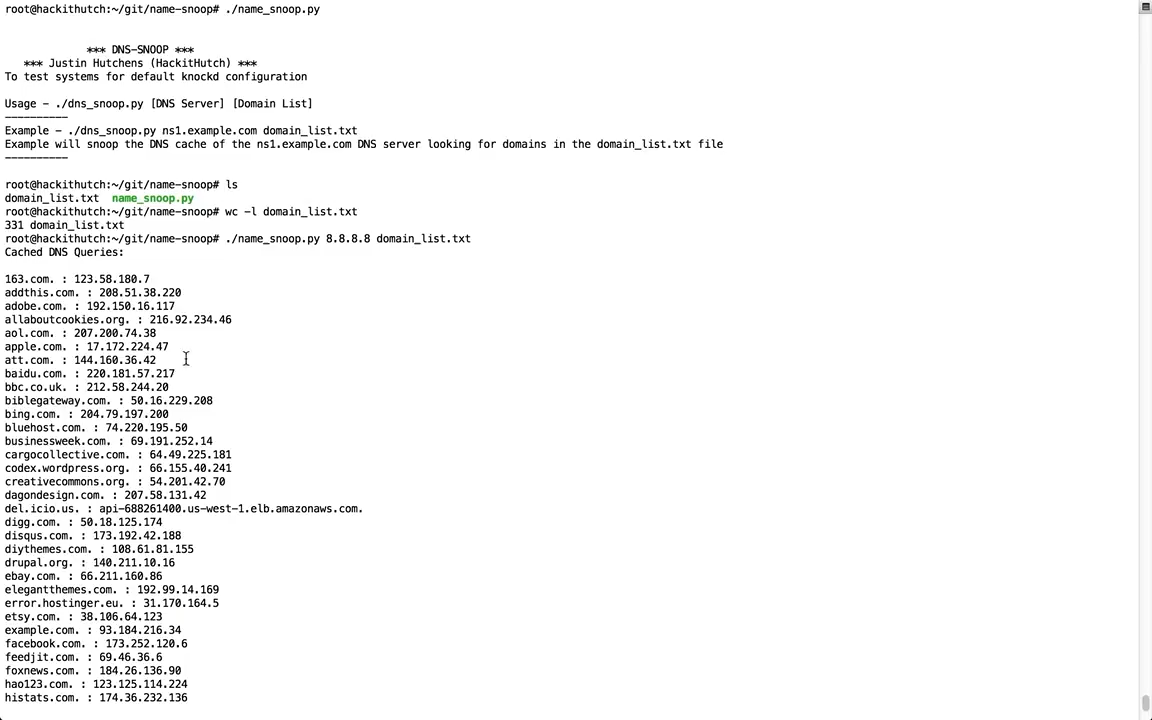 root@hackithutch:~/git/name-snoop# ./name_snoop.py
*** DNS-SNOOP ***
*** Justin Hutchens (HackitHutch) ***
To test systems for default knockd configuration
Usage - ./dns_snoop.py [DNS Server] [Domain List]
----------
Example - ./dns_snoop.py ns1.example.com domain_list.txt
Example will snoop the DNS cache of the ns1.example.com DNS server looking for domains in the domain_list.txt file
----------
root@hackithutch:~/git/name-snoop# ls
domain_list.txt  name_snoop.py
root@hackithutch:~/git/name-snoop# wc -l domain_list.txt
331 domain_list.txt
root@hackithutch:~/git/name-snoop# ./name_snoop.py 8.8.8.8 domain_list.txt
Cached DNS Queries:
163.com. : 123.58.180.7
addthis.com. : 208.51.38.220
adobe.com. : 192.150.16.117
allaboutcookies.org. : 216.92.234.46
aol.com. : 207.200.74.38
apple.com. : 17.172.224.47
att.com. : 144.160.36.42
baidu.com. : 220.181.57.217
bbc.co.uk. : 212.58.244.20
biblegateway.com. : 50.16.229.208
bing.com. : 204.79.197.200
bluehost.com. : 74.220.195.50
businessweek.com. : 69.191.252.14
cargocollective.com. : 64.49.225.181
codex.wordpress.org. : 66.155.40.241
creativecommons.org. : 54.201.42.70
dagondesign.com. : 207.58.131.42
del.icio.us. : api-688261400.us-west-1.elb.amazonaws.com.
digg.com. : 50.18.125.174
disqus.com. : 173.192.42.188
diythemes.com. : 108.61.81.155
drupal.org. : 140.211.10.16
ebay.com. : 66.211.160.86
elegantthemes.com. : 192.99.14.169
error.hostinger.eu. : 31.170.164.5
etsy.com. : 38.106.64.123
example.com. : 93.184.216.34
facebook.com. : 173.252.120.6
feedjit.com. : 69.46.36.6
foxnews.com. : 184.26.136.90
hao123.com. : 123.125.114.224
histats.com. : 174.36.232.136